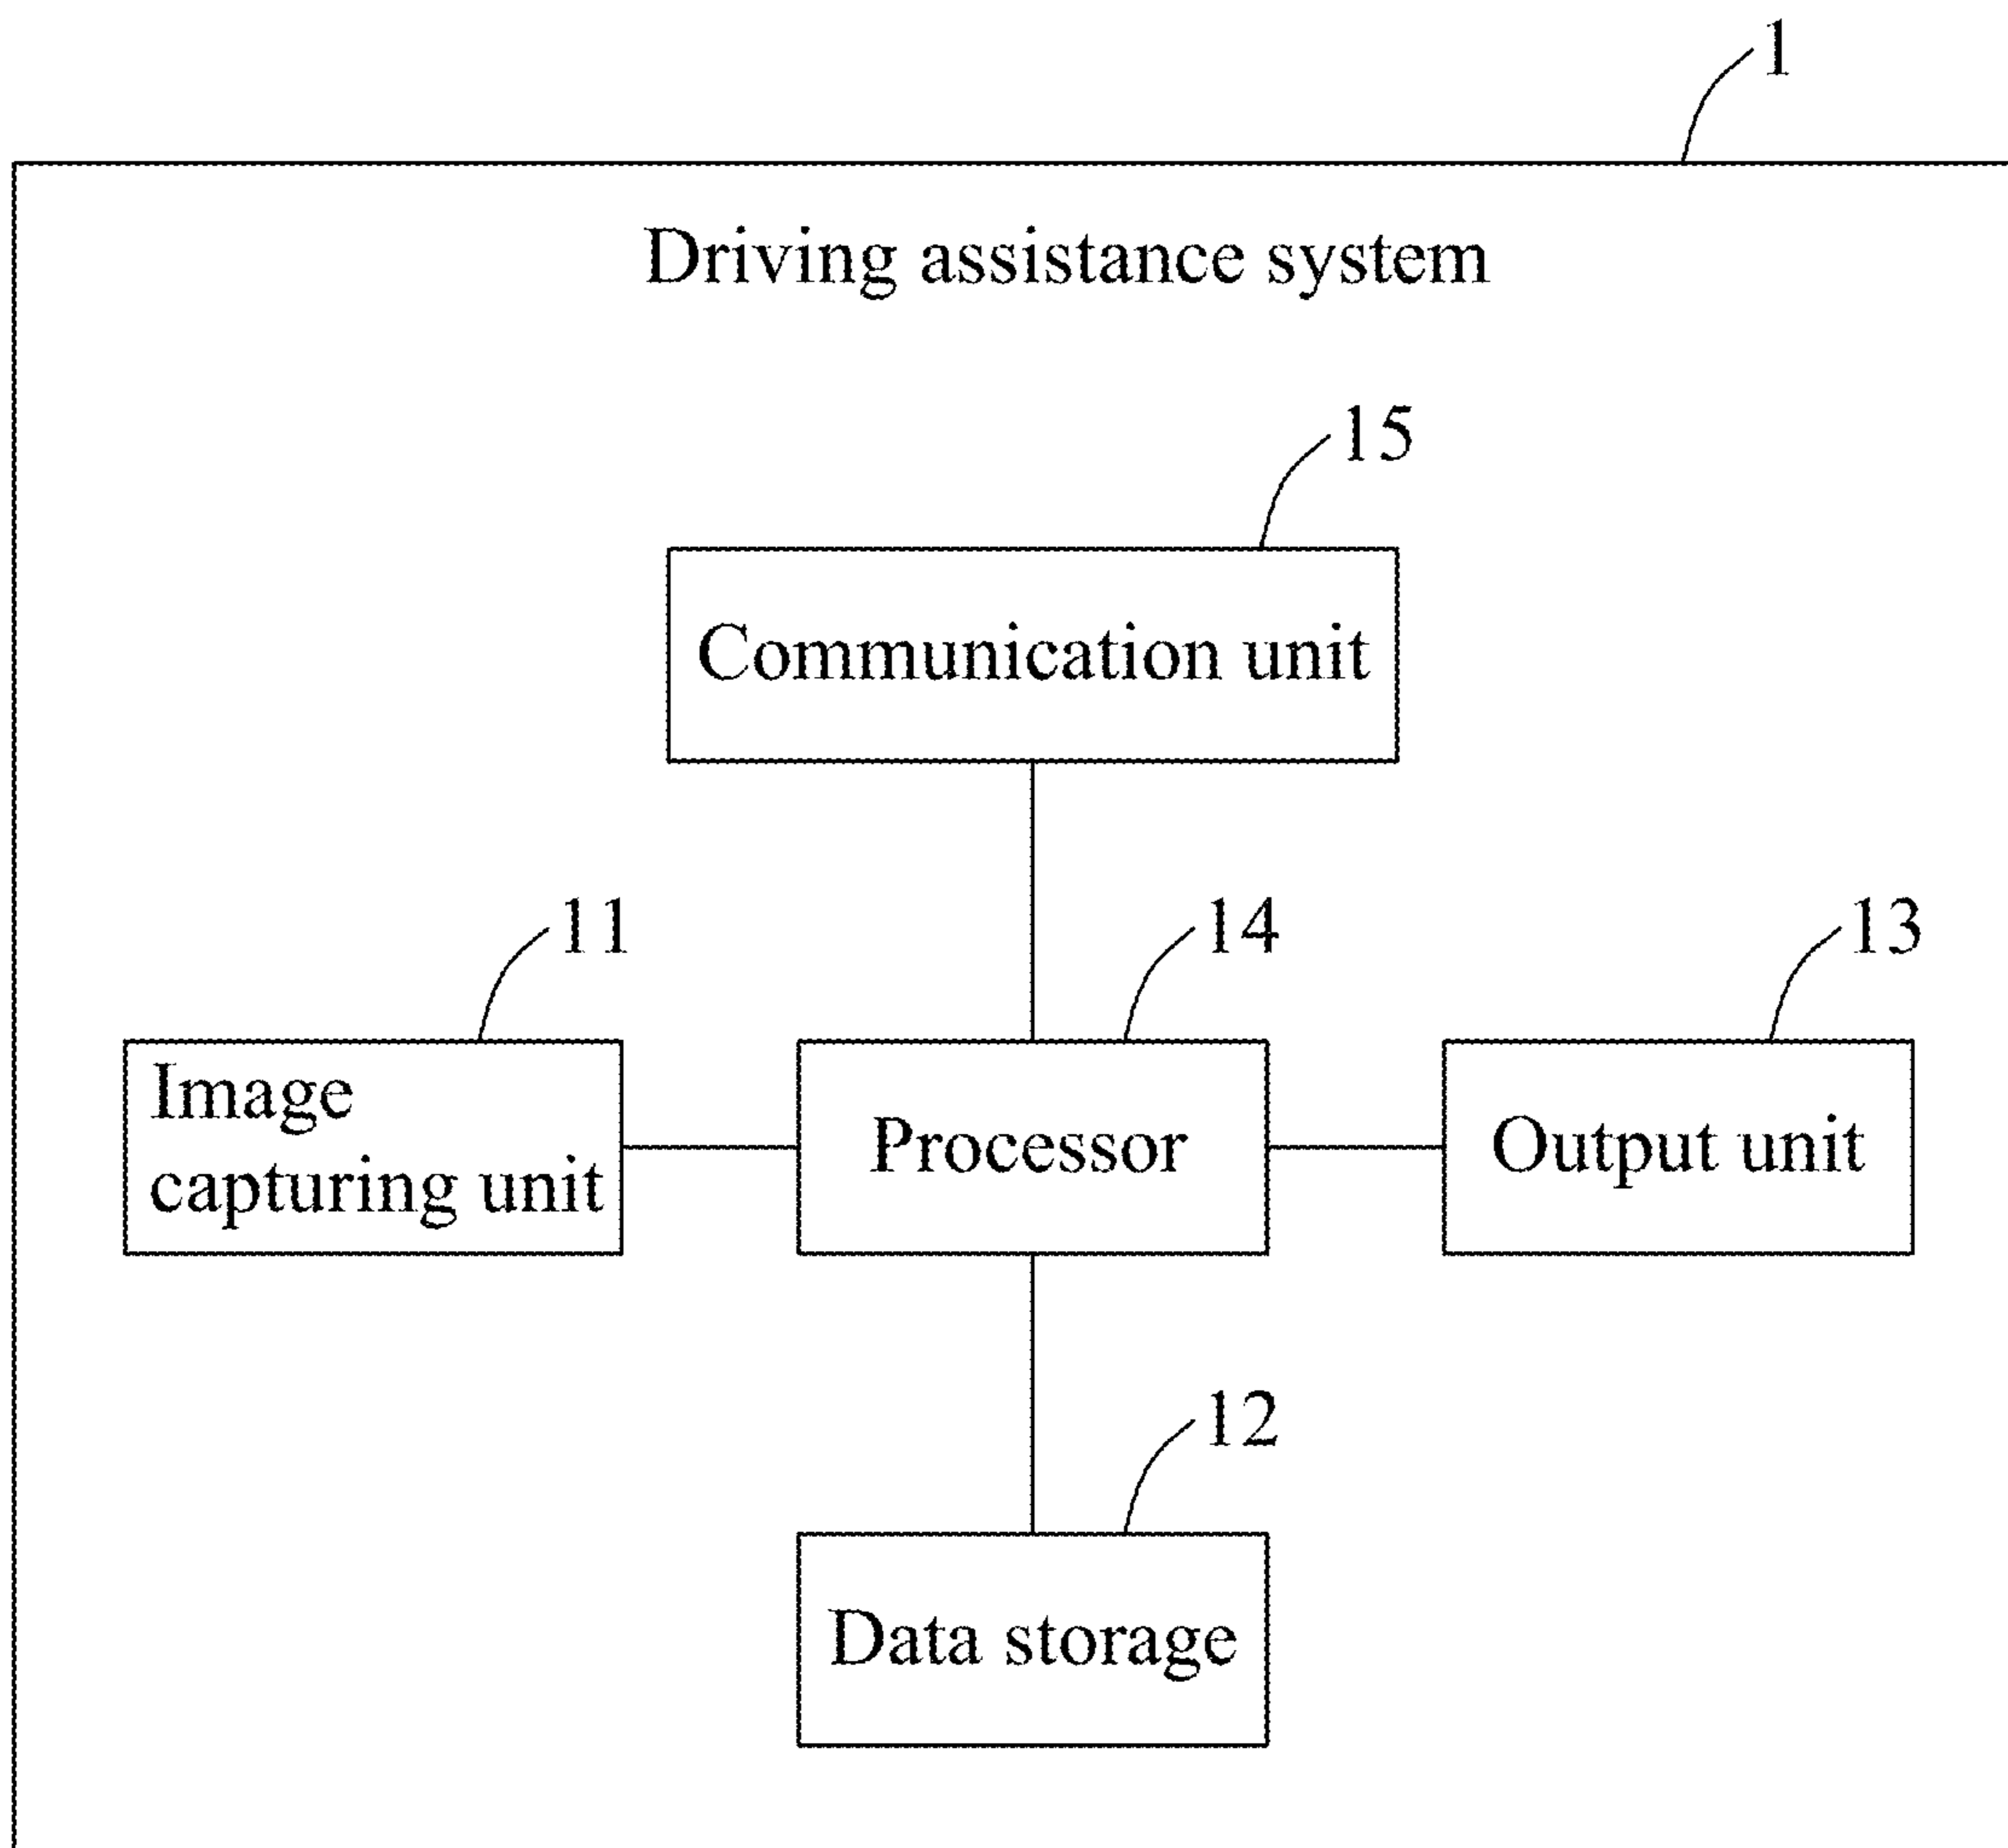 1
Driving assistance system
15
Communication unit
11
14
13
Image
capturing unit
Processor
Output unit
12
Data storage